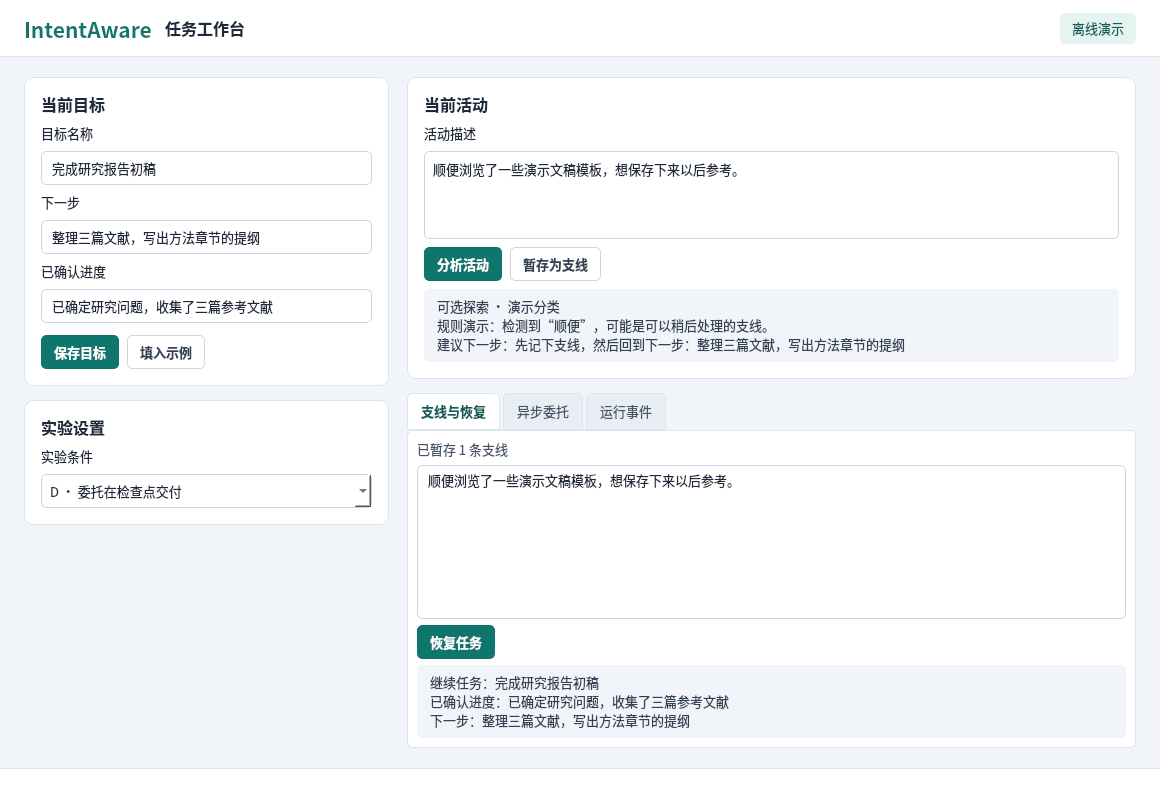 IntentAware 任务工作台
离线演示
当前目标
目标名称
完成研究报告初稿
下一步
整理三篇文献，写出方法章节的提纲
已确认进度
已确定研究问题，收集了三篇参考文献
保存目标
填入示例
实验设置
实验条件
D · 委托在检查点交付
当前活动
活动描述
顺便浏览了一些演示文稿模板，想保存下来以后参考。
分析活动
暂存为支线
可选探索 · 演示分类
规则演示：检测到“顺便”，可能是可以稍后处理的支线。
建议下一步：先记下支线，然后回到下一步：整理三篇文献，写出方法章节的提纲
支线与恢复
异步委托
运行事件
已暂存 1 条支线
顺便浏览了一些演示文稿模板，想保存下来以后参考。
恢复任务
继续任务：完成研究报告初稿
已确认进度：已确定研究问题，收集了三篇参考文献
下一步：整理三篇文献，写出方法章节的提纲